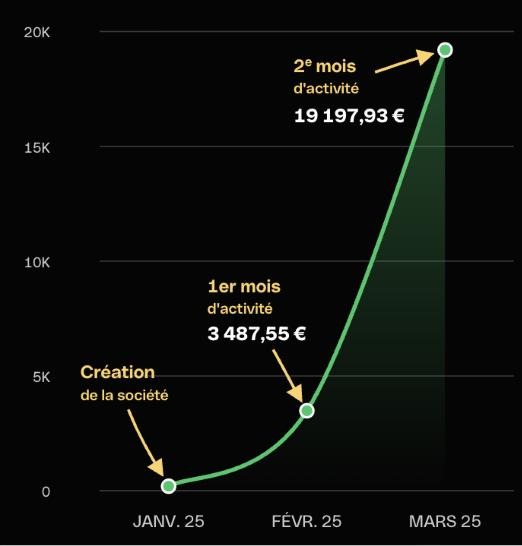 20K
2e mois
d'activité
19 197,93 €
15K
10K
1er mois
d'activité
3 487,55 €
5K
Création
de la société
0
JANV. 25
FÉVR. 25
MARS 25